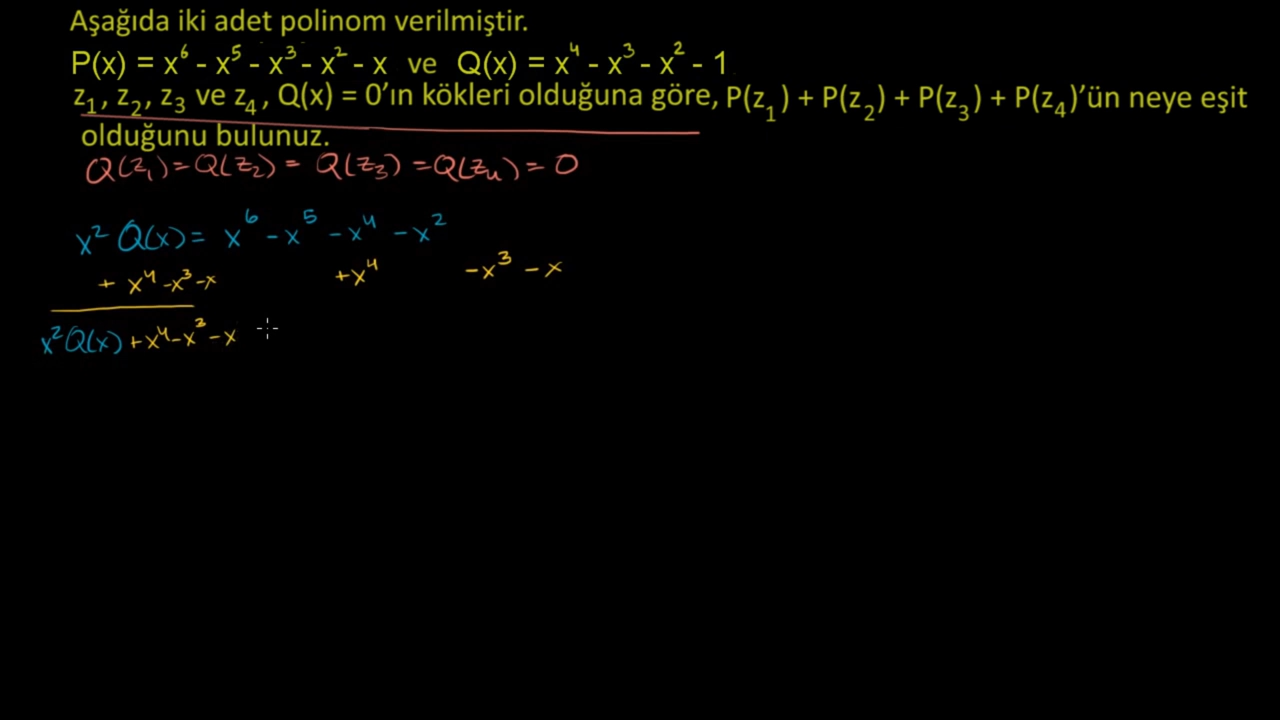 Aşağıda iki adet polinom verilmiştir.
P(x) = x⁶ - x⁵ - x³ - x² - x ve Q(x) = x⁴ - x³ - x² - 1
z₁, z₂, z₃ ve z₄, Q(x) = 0'ın kökleri olduğuna göre, P(z₁) + P(z₂) + P(z₃) + P(z₄)'ün neye eşit
olduğunu bulunuz.
Q(z₁) = Q(z₂) = Q(z₃) = Q(z₄) = 0
x² Q(x) = x⁶ - x⁵ - x⁴ - x²
+ x⁴ - x³ - x + x⁴ - x³ - x
x² Q(x) + x⁴ - x³ - x